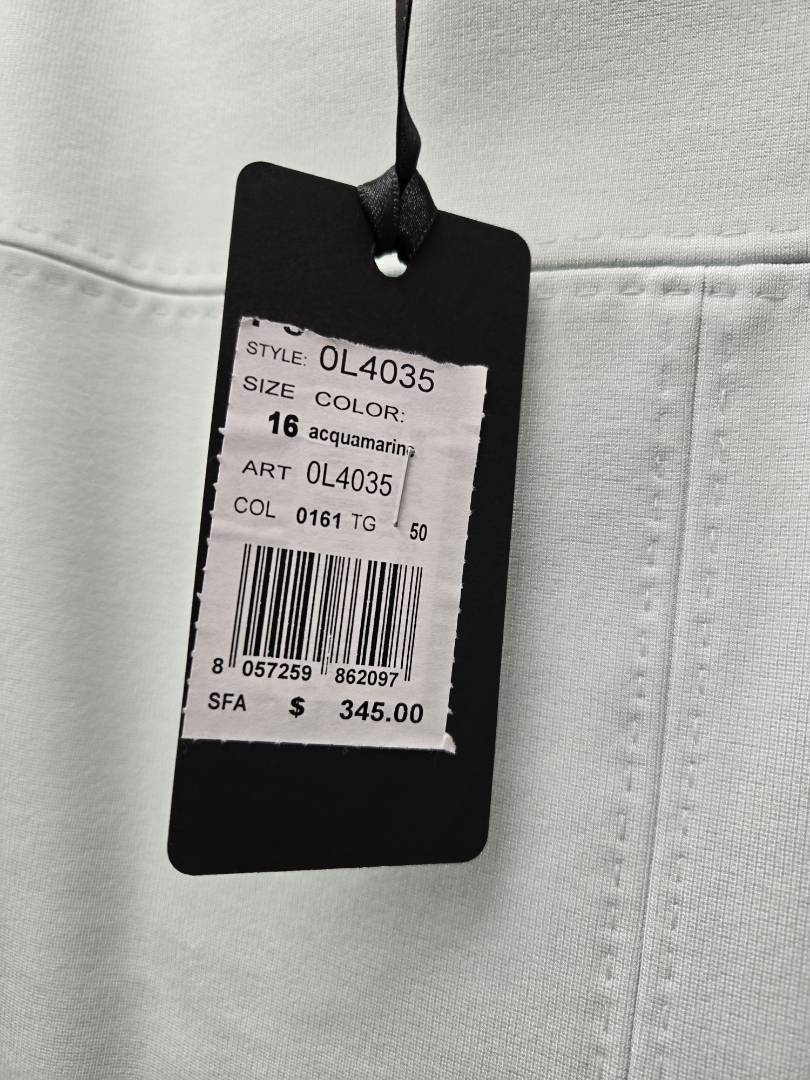 STYLE: 0L4035
SIZE COLOR:
16 acquamarine
ART 0L4035
COL 0161 TG 50
8 057259 862097
SFA $ 345.00